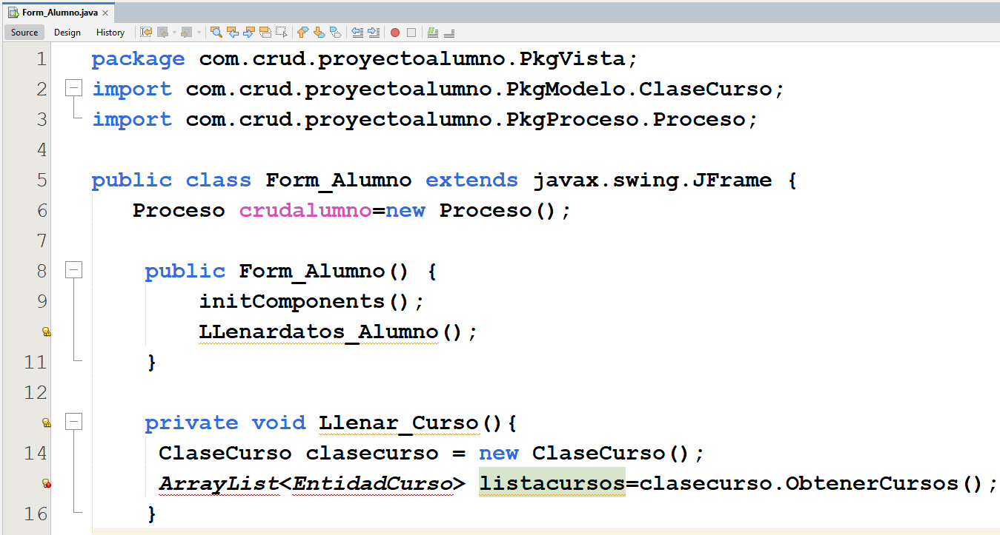 Form_Alumno.java
Source Design History
1 package com.crud.proyectoalumno.PkgVista;
2 import com.crud.proyectoalumno.PkgModelo.ClaseCurso;
3 import com.crud.proyectoalumno.PkgProceso.Proceso;
4
5 public class Form_Alumno extends javax.swing.JFrame {
6 Proceso crudalumno=new Proceso();
7
8 public Form_Alumno() {
9 initComponents();
LLenardatos_Alumno();
11 }
12
private void Llenar_Curso(){
14 ClaseCurso clasecurso = new ClaseCurso();
ArrayList<EntidadCurso> listacursos=clasecurso.ObtenerCursos();
16 }